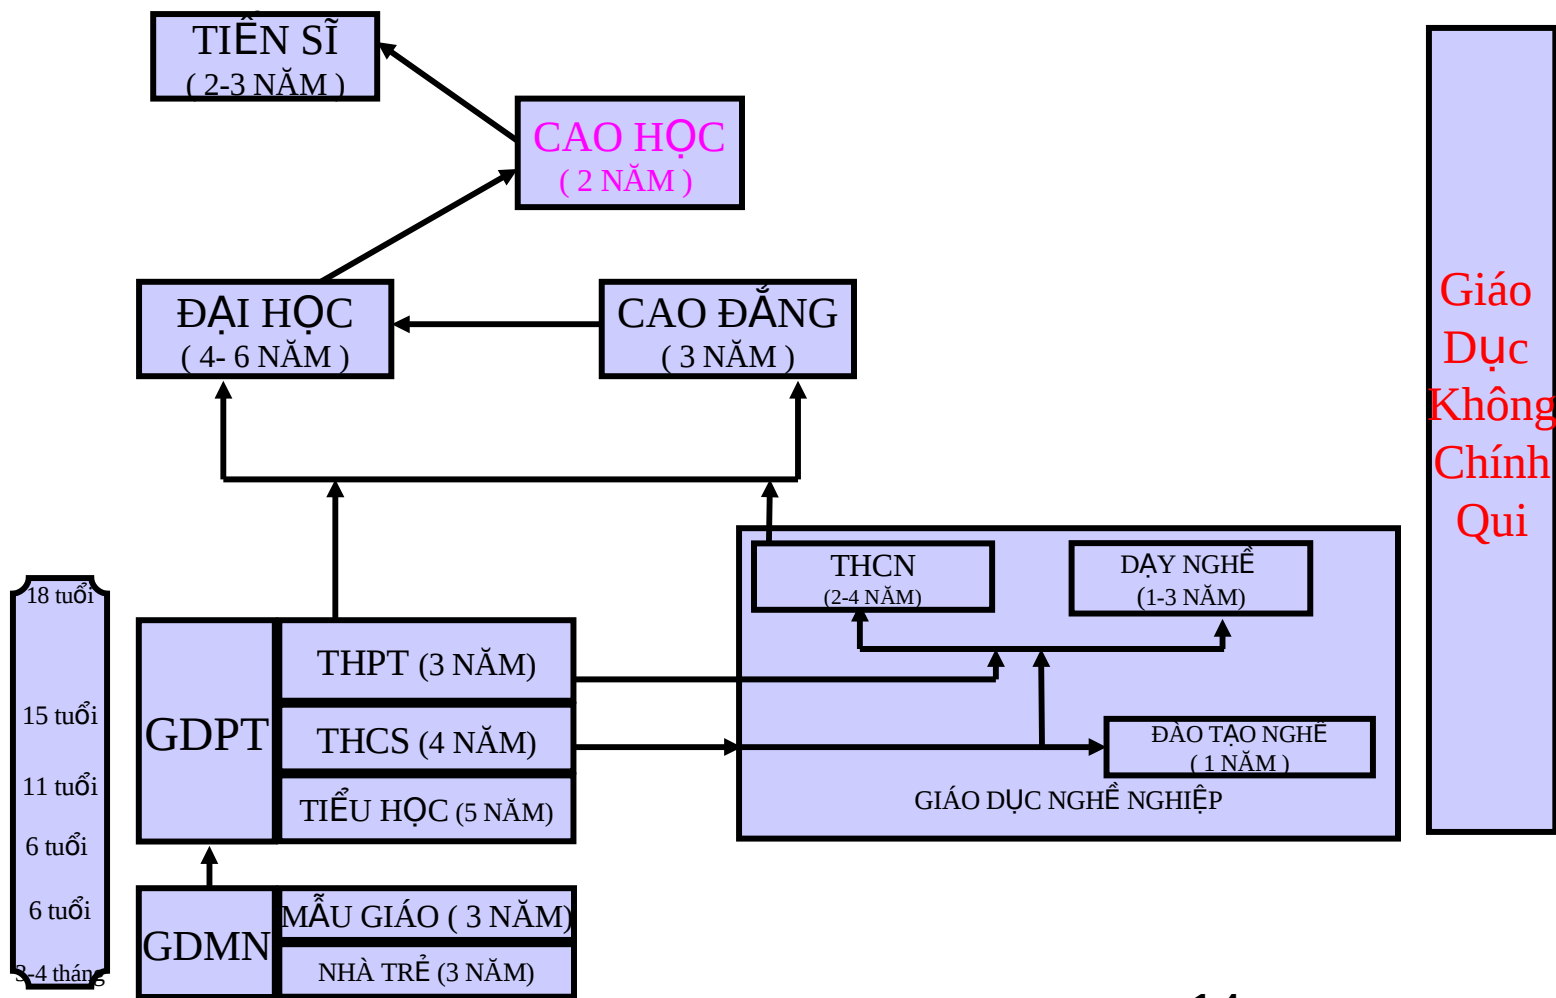 TIẾN SĨ
( 2-3 NĂM )
CAO HỌC
( 2 NĂM )
ĐẠI HỌC
( 4- 6 NĂM )
CAO ĐẲNG
( 3 NĂM )
Giáo
Dục
Không
Chính
Qui
THCN
(2-4 NĂM)
DẠY NGHỀ
(1-3 NĂM)
18 tuổi
15 tuổi
11 tuổi
6 tuổi
6 tuổi
3-4 tháng
GDPT
THPT (3 NĂM)
THCS (4 NĂM)
TIỂU HỌC (5 NĂM)
ĐÀO TẠO NGHỀ
( 1 NĂM )
GIÁO DỤC NGHỀ NGHIỆP
GDMN
MẪU GIÁO ( 3 NĂM)
NHÀ TRẺ (3 NĂM)
14